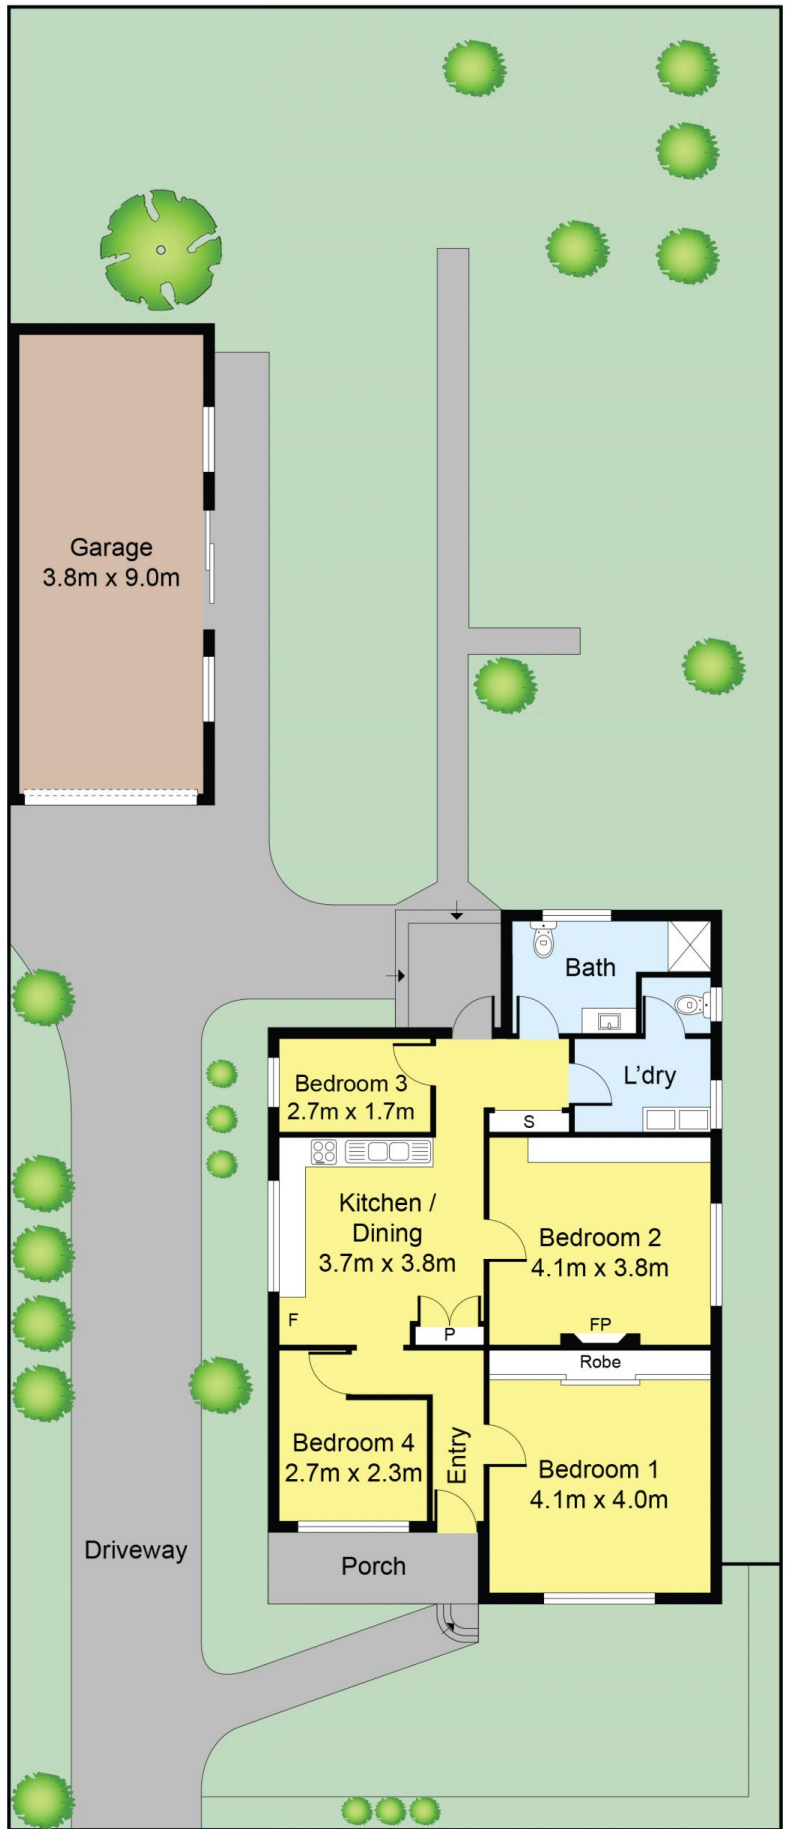 Garage
3.8m x 9.0m
Bath
L'dry
Bedroom 3
2.7m x 1.7m
S
Kitchen /
Dining
3.7m x 3.8m
Bedroom 2
4.1m x 3.8m
F
P
FP
Robe
Bedroom 4
2.7m x 2.3m
Entry
Bedroom 1
4.1m x 4.0m
Driveway
Porch